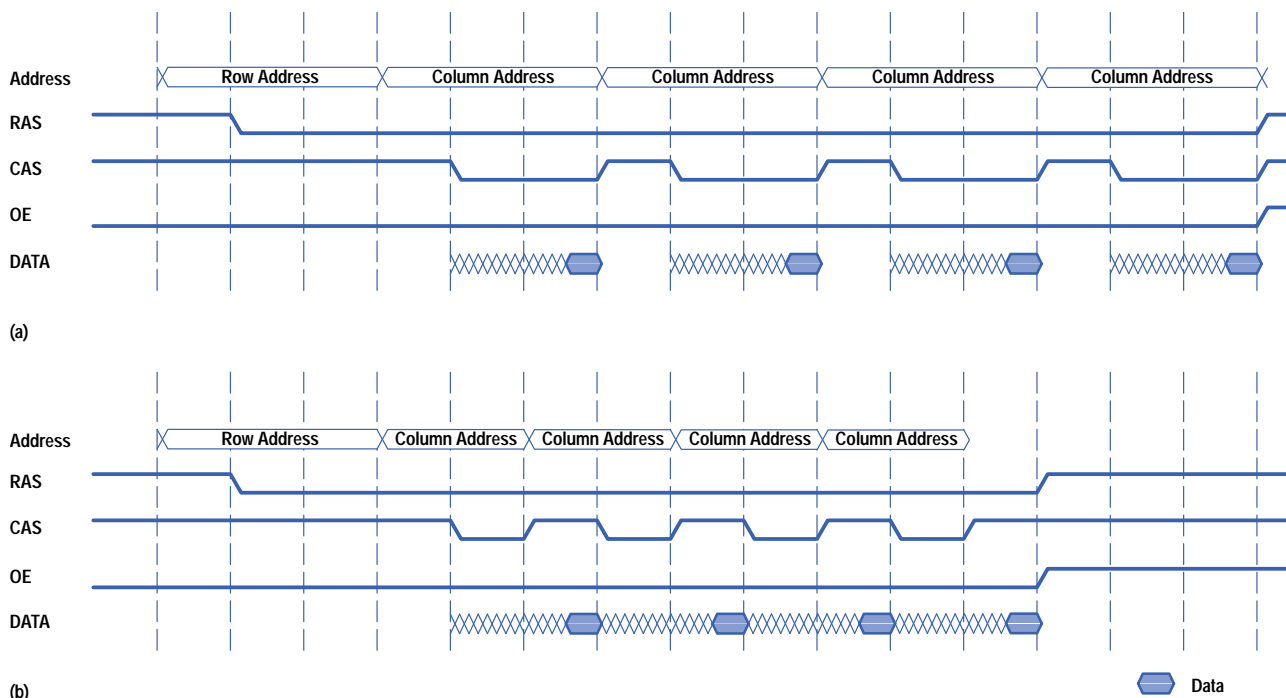 Address Row Address Column Address Column Address Column Address Column Address
RAS
CAS
OE
DATA
(a)
Address Row Address Column Address Column Address Column Address Column Address
RAS
CAS
OE
DATA
(b) Data